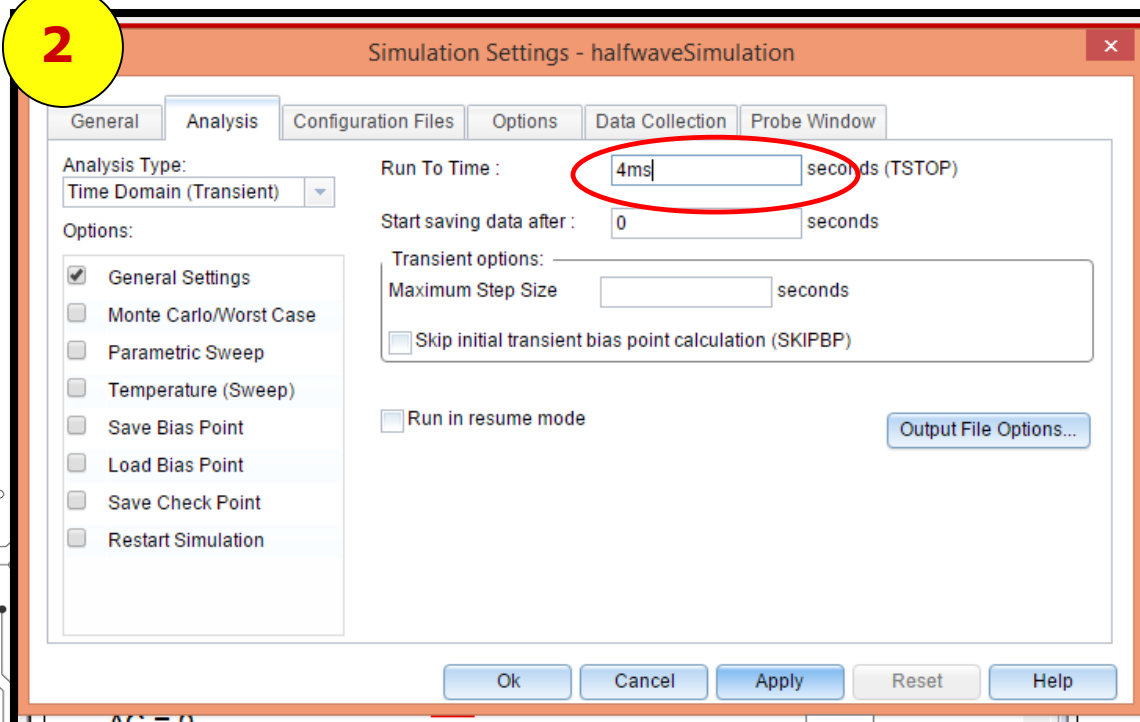 2
Simulation Settings - halfwaveSimulation
General Analysis Configuration Files Options Data Collection Probe Window
Analysis Type:
Time Domain (Transient)
Options:
General Settings
Monte Carlo/Worst Case
Parametric Sweep
Temperature (Sweep)
Save Bias Point
Load Bias Point
Save Check Point
Restart Simulation
Run To Time : 4ms seconds (TSTOP)
Start saving data after : 0 seconds
Transient options:
Maximum Step Size seconds
Skip initial transient bias point calculation (SKIPBP)
Run in resume mode
Output File Options...
Ok Cancel Apply Reset Help
AC = 0